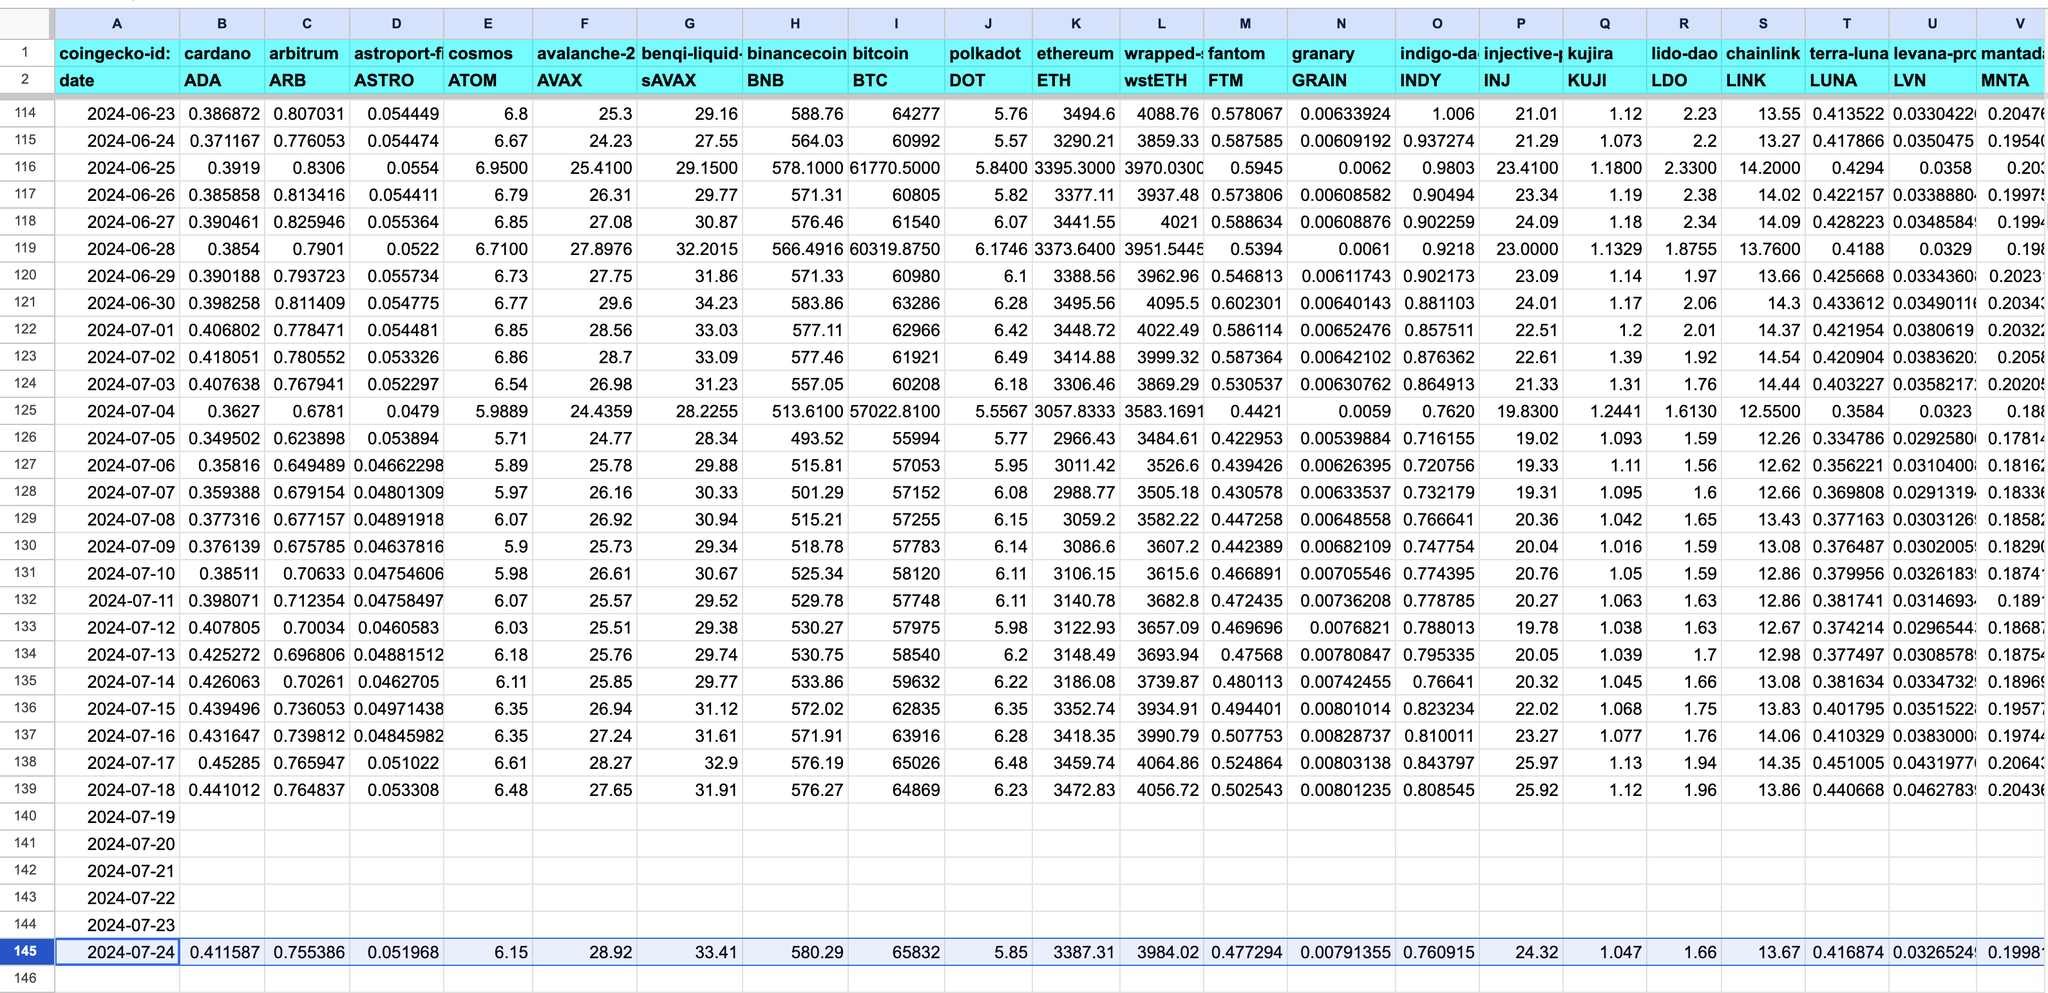 A B C D E F G H I J K L M N O P Q R S T U V
1 coingecko-id: cardano arbitrum astroport-fi cosmos avalanche-2 benqi-liquid- binancecoin bitcoin polkadot ethereum wrapped-s fantom granary indigo-dao injective-p kujira lido-dao chainlink terra-luna levana-pro mantada
2 date ADA ARB ASTRO ATOM AVAX sAVAX BNB BTC DOT ETH wstETH FTM GRAIN INDY INJ KUJI LDO LINK LUNA LVN MNTA
114 2024-06-23 0.386872 0.807031 0.054449 6.8 25.3 29.16 588.76 64277 5.76 3494.6 4088.76 0.578067 0.00633924 1.006 21.01 1.12 2.23 13.55 0.413522 0.0330422 0.20476
115 2024-06-24 0.371167 0.776053 0.054474 6.67 24.23 27.55 564.03 60992 5.57 3290.21 3859.33 0.587585 0.00609192 0.937274 21.29 1.073 2.2 13.27 0.417866 0.0350475 0.19540
116 2024-06-25 0.3919 0.8306 0.0554 6.9500 25.4100 29.1500 578.1000 61770.5000 5.8400 3395.3000 3970.0300 0.5945 0.0062 0.9803 23.4100 1.1800 2.3300 14.2000 0.4294 0.0358 0.203
117 2024-06-26 0.385858 0.813416 0.054411 6.79 26.31 29.77 571.31 60805 5.82 3377.11 3937.48 0.573806 0.00608582 0.90494 23.34 1.19 2.38 14.02 0.422157 0.0338880 0.19975
118 2024-06-27 0.390461 0.825946 0.055364 6.85 27.08 30.87 576.46 61540 6.07 3441.55 4021 0.588634 0.00608876 0.902259 24.09 1.18 2.34 14.09 0.428223 0.0348584 0.1994
119 2024-06-28 0.3854 0.7901 0.0522 6.7100 27.8976 32.2015 566.4916 60319.8750 6.1746 3373.6400 3951.5445 0.5394 0.0061 0.9218 23.0000 1.1329 1.8755 13.7600 0.4188 0.0329 0.198
120 2024-06-29 0.390188 0.793723 0.055734 6.73 27.75 31.86 571.33 60980 6.1 3388.56 3962.96 0.546813 0.00611743 0.902173 23.09 1.14 1.97 13.66 0.425668 0.0334360 0.2023
121 2024-06-30 0.398258 0.811409 0.054775 6.77 29.6 34.23 583.86 63286 6.28 3495.56 4095.5 0.602301 0.00640143 0.881103 24.01 1.17 2.06 14.3 0.433612 0.0349011 0.20343
122 2024-07-01 0.406802 0.778471 0.054481 6.85 28.56 33.03 577.11 62966 6.42 3448.72 4022.49 0.586114 0.00652476 0.857511 22.51 1.2 2.01 14.37 0.421954 0.0380619 0.20322
123 2024-07-02 0.418051 0.780552 0.053326 6.86 28.7 33.09 577.46 61921 6.49 3414.88 3999.32 0.587364 0.00642102 0.876362 22.61 1.39 1.92 14.54 0.420904 0.0383620 0.2058
124 2024-07-03 0.407638 0.767941 0.052297 6.54 26.98 31.23 557.05 60208 6.18 3306.46 3869.29 0.530537 0.00630762 0.864913 21.33 1.31 1.76 14.44 0.403227 0.0358217 0.20205
125 2024-07-04 0.3627 0.6781 0.0479 5.9889 24.4359 28.2255 513.6100 57022.8100 5.5567 3057.8333 3583.1691 0.4421 0.0059 0.7620 19.8300 1.2441 1.6130 12.5500 0.3584 0.0323 0.188
126 2024-07-05 0.349502 0.623898 0.053894 5.71 24.77 28.34 493.52 55994 5.77 2966.43 3484.61 0.422953 0.00539884 0.716155 19.02 1.093 1.59 12.26 0.334786 0.0292580 0.17814
127 2024-07-06 0.35816 0.649489 0.04662298 5.89 25.78 29.88 515.81 57053 5.95 3011.42 3526.6 0.439426 0.00626395 0.720756 19.33 1.11 1.56 12.62 0.356221 0.0310400 0.18162
128 2024-07-07 0.359388 0.679154 0.04801309 5.97 26.16 30.33 501.29 57152 6.08 2988.77 3505.18 0.430578 0.00633537 0.732179 19.31 1.095 1.6 12.66 0.369808 0.0291319 0.18336
129 2024-07-08 0.377316 0.677157 0.04891918 6.07 26.92 30.94 515.21 57255 6.15 3059.2 3582.22 0.447258 0.00648558 0.766641 20.36 1.042 1.65 13.43 0.377163 0.0303126 0.18582
130 2024-07-09 0.376139 0.675785 0.04637816 5.9 25.73 29.34 518.78 57783 6.14 3086.6 3607.2 0.442389 0.00682109 0.747754 20.04 1.016 1.59 13.08 0.376487 0.0302005 0.18290
131 2024-07-10 0.38511 0.70633 0.04754606 5.98 26.61 30.67 525.34 58120 6.11 3106.15 3615.6 0.466891 0.00705546 0.774395 20.76 1.05 1.59 12.86 0.379956 0.0326183 0.18741
132 2024-07-11 0.398071 0.712354 0.04758497 6.07 25.57 29.52 529.78 57748 6.11 3140.78 3682.8 0.472435 0.00736208 0.778785 20.27 1.063 1.63 12.86 0.381741 0.0314693 0.189
133 2024-07-12 0.407805 0.70034 0.0460583 6.03 25.51 29.38 530.27 57975 5.98 3122.93 3657.09 0.469696 0.0076821 0.788013 19.78 1.038 1.63 12.67 0.374214 0.0296544 0.18687
134 2024-07-13 0.425272 0.696806 0.04881512 6.18 25.76 29.74 530.75 58540 6.2 3148.49 3693.94 0.47568 0.00780847 0.795335 20.05 1.039 1.7 12.98 0.377497 0.0308578 0.18754
135 2024-07-14 0.426063 0.70261 0.0462705 6.11 25.85 29.77 533.86 59632 6.22 3186.08 3739.87 0.480113 0.00742455 0.76641 20.32 1.045 1.66 13.08 0.381634 0.0334732 0.18969
136 2024-07-15 0.439496 0.736053 0.04971438 6.35 26.94 31.12 572.02 62835 6.35 3352.74 3934.91 0.494401 0.00801014 0.823234 22.02 1.068 1.75 13.83 0.401795 0.0351522 0.19577
137 2024-07-16 0.431647 0.739812 0.04845982 6.35 27.24 31.61 571.91 63916 6.28 3418.35 3990.79 0.507753 0.00828737 0.810011 23.27 1.077 1.76 14.06 0.410329 0.0383000 0.19744
138 2024-07-17 0.45285 0.765947 0.051022 6.61 28.27 32.9 576.19 65026 6.48 3459.74 4064.86 0.524864 0.00803138 0.843797 25.97 1.13 1.94 14.35 0.451005 0.0431977 0.20643
139 2024-07-18 0.441012 0.764837 0.053308 6.48 27.65 31.91 576.27 64869 6.23 3472.83 4056.72 0.502543 0.00801235 0.808545 25.92 1.12 1.96 13.86 0.440668 0.0462783 0.20436
140 2024-07-19
141 2024-07-20
142 2024-07-21
143 2024-07-22
144 2024-07-23
145 2024-07-24 0.411587 0.755386 0.051968 6.15 28.92 33.41 580.29 65832 5.85 3387.31 3984.02 0.477294 0.00791355 0.760915 24.32 1.047 1.66 13.67 0.416874 0.0326524 0.1998
146